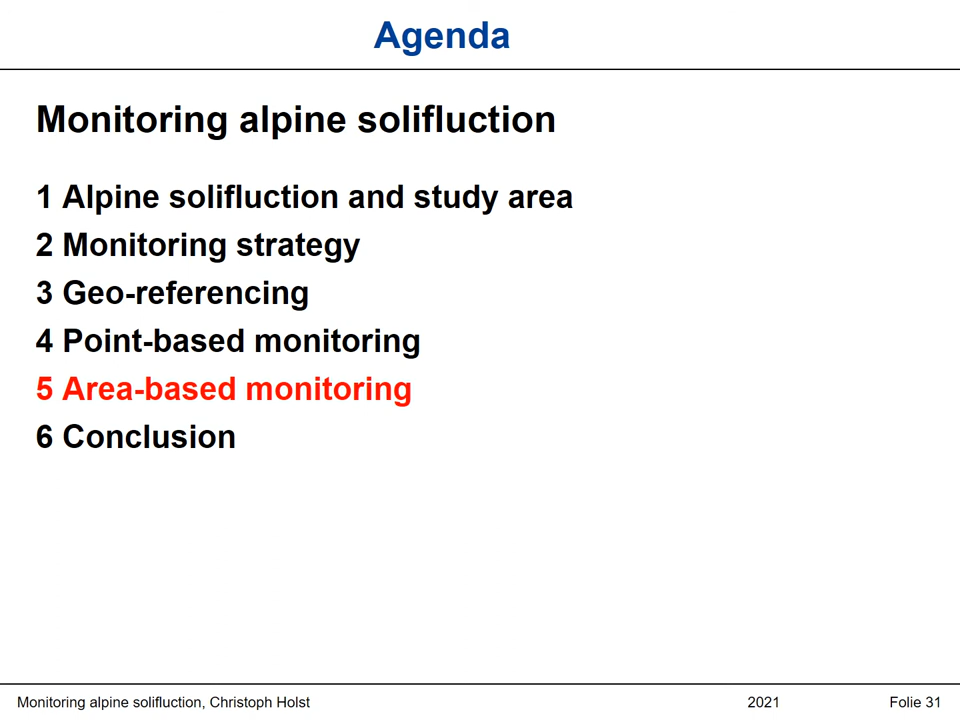 Agenda
Monitoring alpine solifluction
1 Alpine solifluction and study area
2 Monitoring strategy
3 Geo-referencing
4 Point-based monitoring
5 Area-based monitoring
6 Conclusion
Monitoring alpine solifluction, Christoph Holst 2021 Folie 31